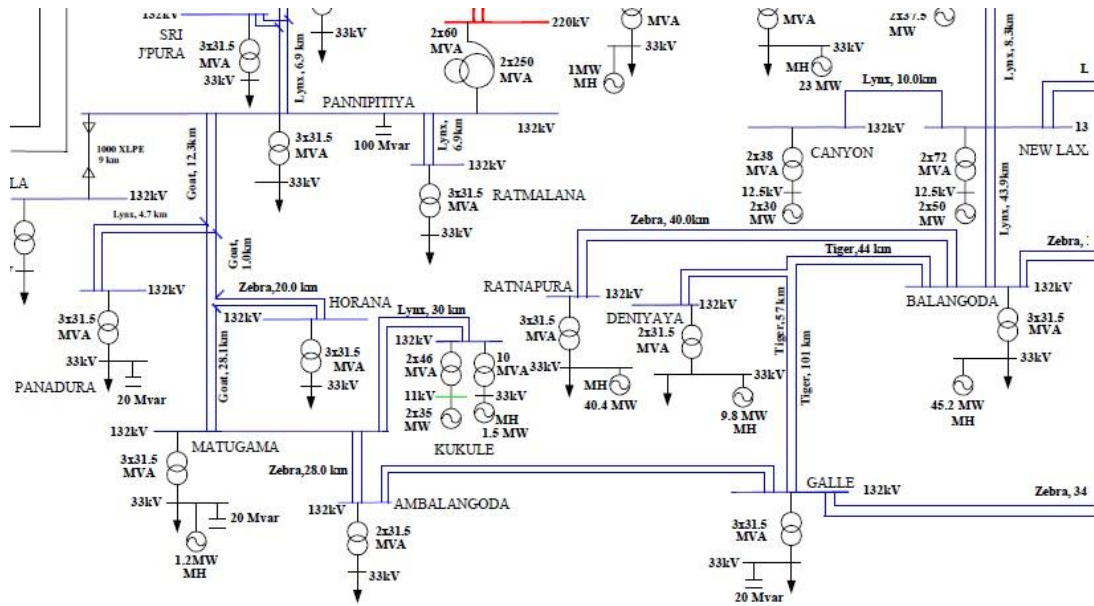 132kV
SRI
J'PURA
3x31.5
MVA
33kV
33kV
Lynx, 6.9 km
220kV
2x60
MVA
2x250
MVA
MVA
33kV
1MW
MH
MVA
33kV
MH
23 MW
2x37.5
MW
Lynx, 8.3km
Lynx, 10.0km
L
PANNIPITIYA
132kV
1000 XLPE
9 km
Goat, 12.3km
3x31.5
MVA
33kV
100 Mvar
Lynx,
6.9km
132kV
3x31.5
MVA
RATMALANA
33kV
132kV
CANYON
2x38
MVA
12.5kV
2x30
MW
13
NEW LAX
2x72
MVA
12.5kV
2x50
MW
Lynx, 43.9km
LA
132kV
Lynx, 4.7 km
Goat,
1.0km
132kV
3x31.5
MVA
33kV
PANADURA
20 Mvar
Zebra,20.0 km
HORANA
132kV
3x31.5
MVA
33kV
Goat, 28.1km
Lynx, 30 km
132kV
2x46
MVA
10
MVA
11kV
33kV
2x35
MW
MH
1.5 MW
KUKULE
Zebra, 40.0km
Tiger,44 km
Zebra,
RATNAPURA
132kV
3x31.5
MVA
33kV
MH
40.4 MW
DENIYAYA
132kV
2x31.5
MVA
33kV
9.8 MW
MH
Tiger,57 km
Tiger, 101 km
BALANGODA
132kV
3x31.5
MVA
33kV
45.2 MW
MH
132kV
MATUGAMA
3x31.5
MVA
33kV
20 Mvar
1.2MW
MH
Zebra,28.0 km
132kV
AMBALANGODA
2x31.5
MVA
33kV
GALLE
132kV
Zebra, 34
3x31.5
MVA
33kV
20 Mvar